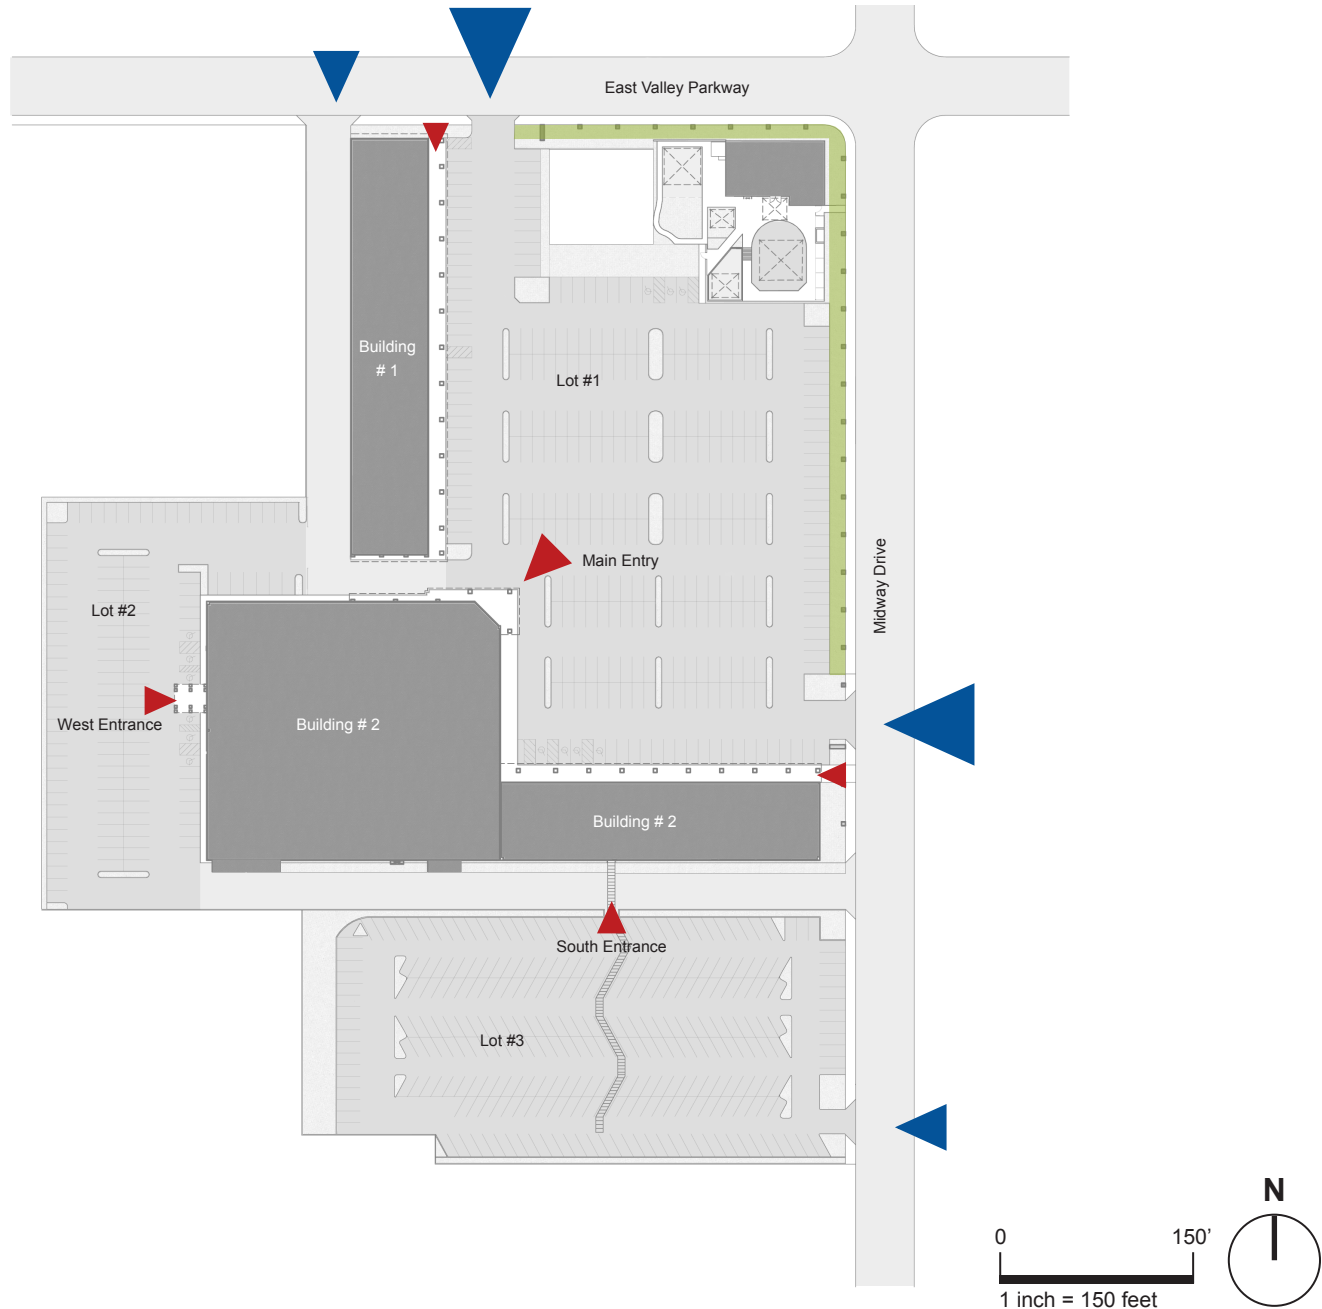 East Valley Parkway
Building
# 1
Lot #1
Main Entry
Midway Drive
Lot #2
West Entrance
Building # 2
Building # 2
South Entrance
Lot #3
N
0 150’
1 inch = 150 feet